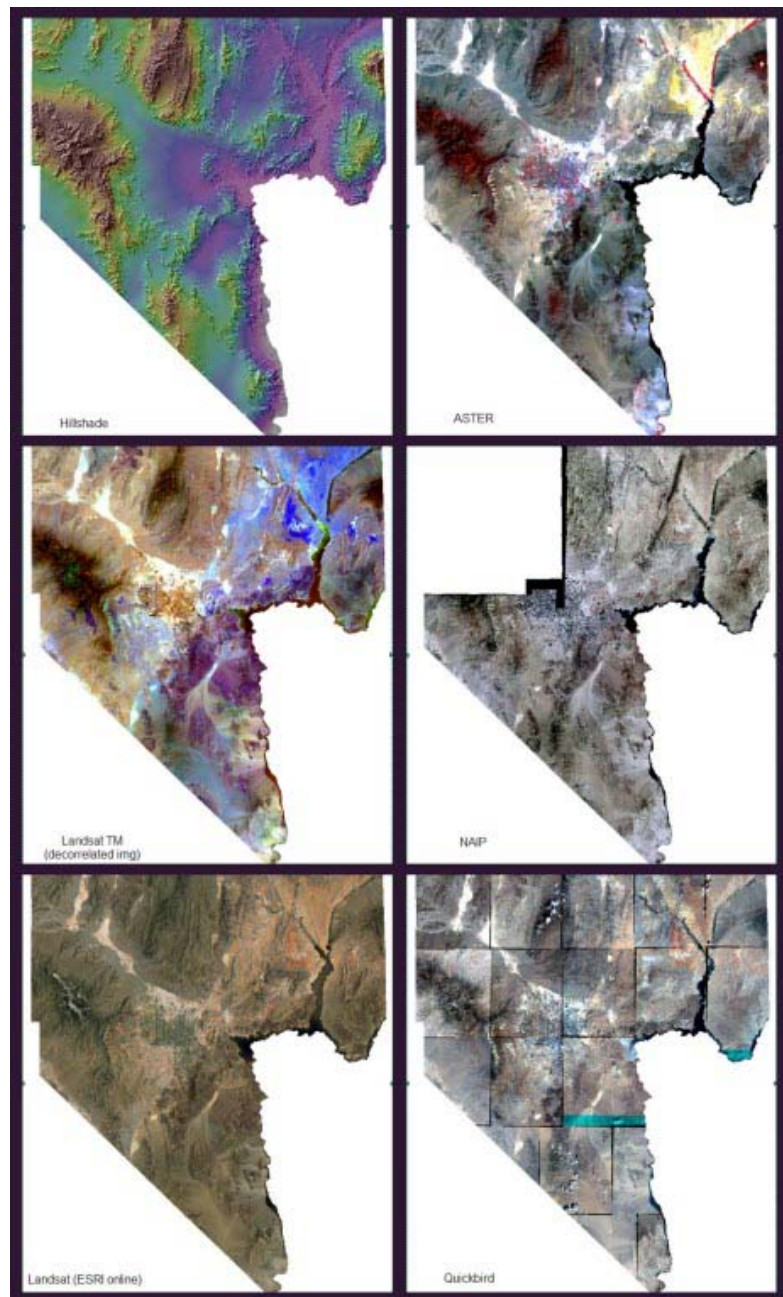 Hillshade
ASTER
Landsat TM
(decorrelated img)
NAIP
Landsat (ESRI online)
Quickbird